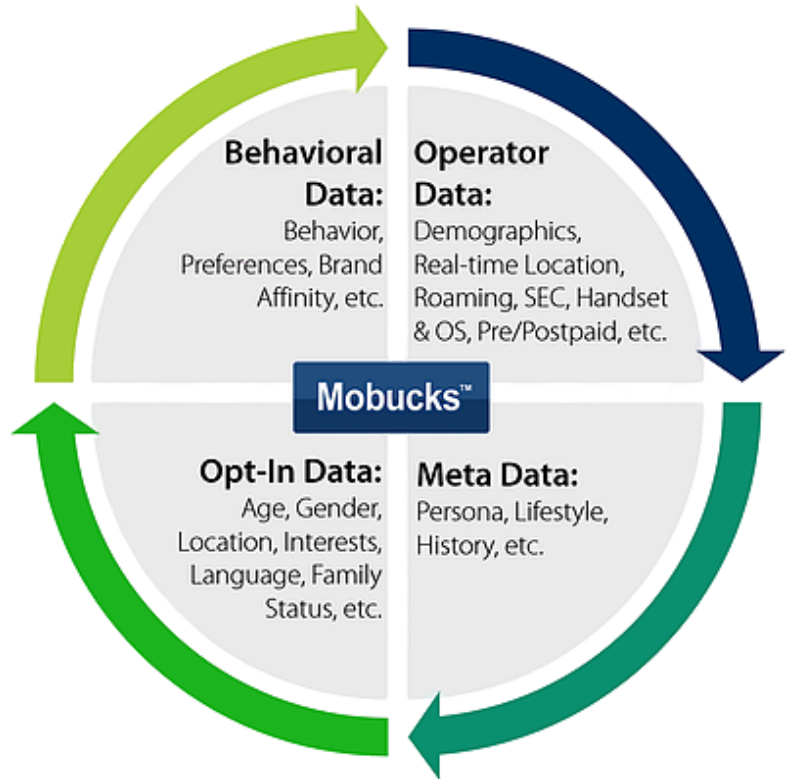 Behavioral
Data:
Behavior,
Preferences, Brand
Affinity, etc.
Operator
Data:
Demographics,
Real-time Location,
Roaming, SEC, Handset
& OS, Pre/Postpaid, etc.
Mobucks™
Opt-In Data:
Age, Gender,
Location, Interests,
Language, Family
Status, etc.
Meta Data:
Persona, Lifestyle,
History, etc.